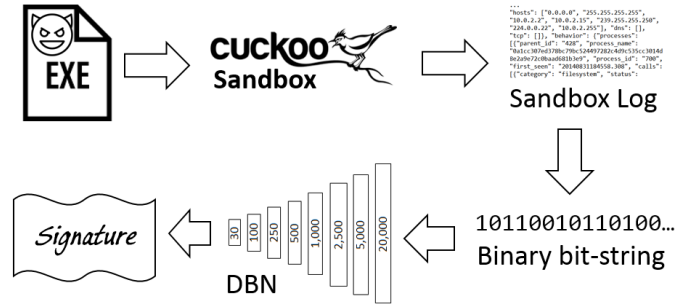 EXE
cuckoo
Sandbox
...
"hosts": ["0.0.0.0", "255.255.255.255",
"10.0.2.2", "10.0.2.15", "239.255.255.250",
"224.0.0.22", "10.0.2.255"], "dns": [],
"tcp": []}, "behavior": {"processes":
[{"parent_id": "428", "process_name":
"0a1cc307ed378bc79bc524497282c4d9c535cc3014d
8e2a9e72c0baad681b3e9", "process_id": "700",
"first_seen": "20140831184558.308", "calls":
[{"category": "filesystem", "status":
Sandbox Log
10110010110100…
Binary bit-string
20,000
5,000
2,500
1,000
500
250
100
30
DBN
Signature